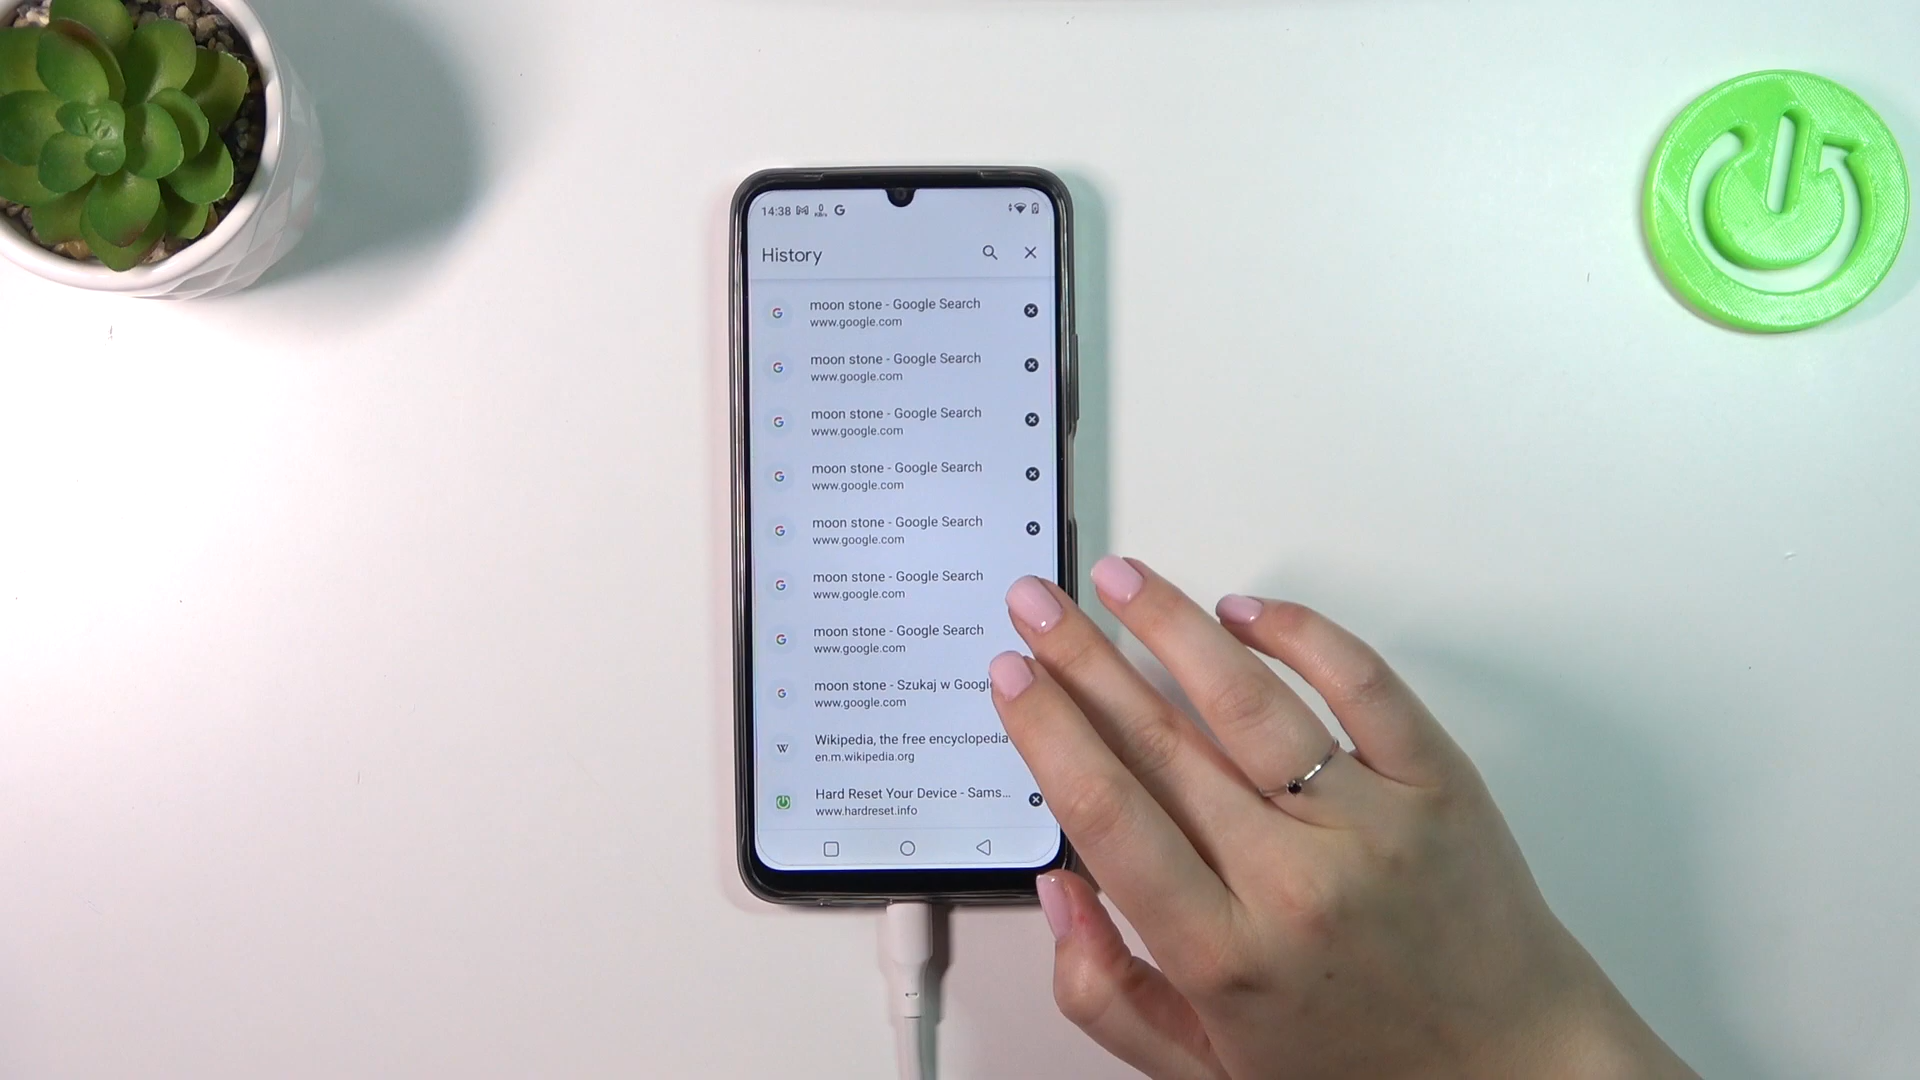 14:38
History
moon stone - Google Search
www.google.com
moon stone - Google Search
www.google.com
moon stone - Google Search
www.google.com
moon stone - Google Search
www.google.com
moon stone - Google Search
www.google.com
moon stone - Google Search
www.google.com
moon stone - Google Search
www.google.com
moon stone - Szukaj w Googl
www.google.com
W
Wikipedia, the free encyclopedia
en.m.wikipedia.org
Hard Reset Your Device - Sams...
www.hardreset.info